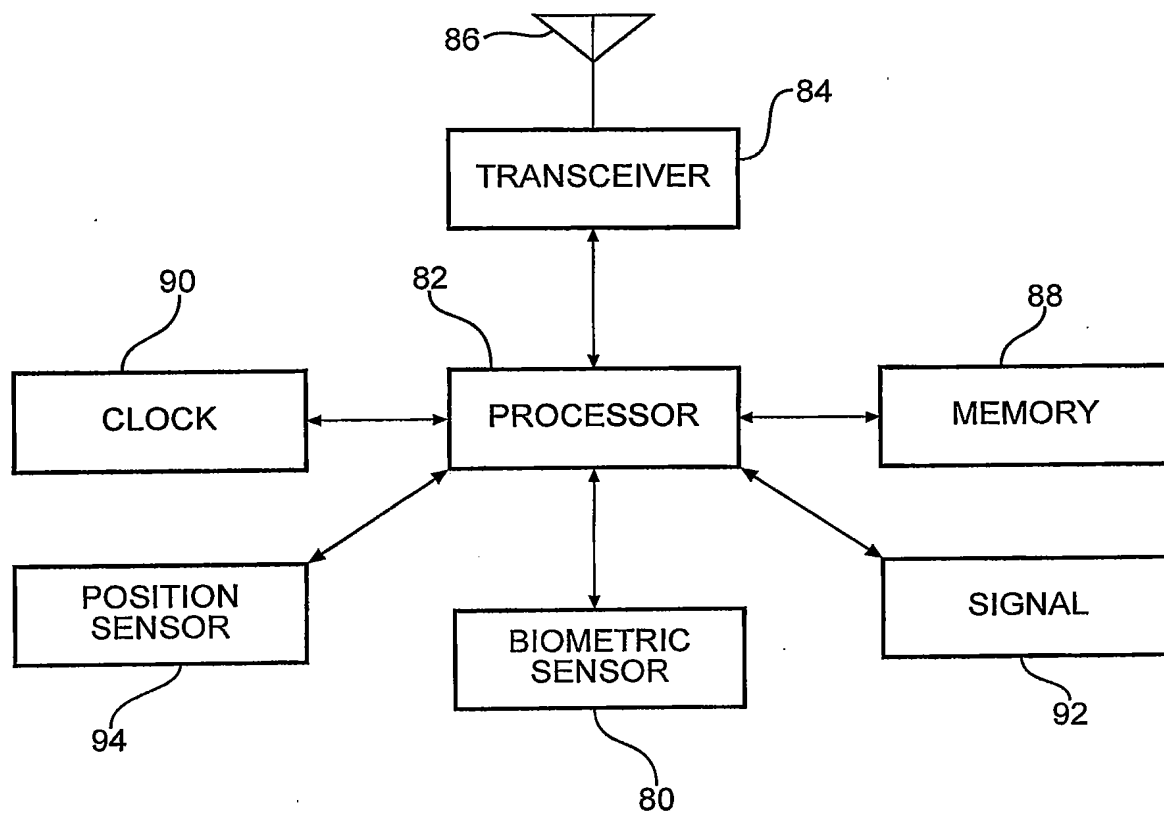 86
84
TRANSCEIVER
90
82
88
CLOCK
PROCESSOR
MEMORY
POSITION
SENSOR
BIOMETRIC
SENSOR
SIGNAL
94
80
92